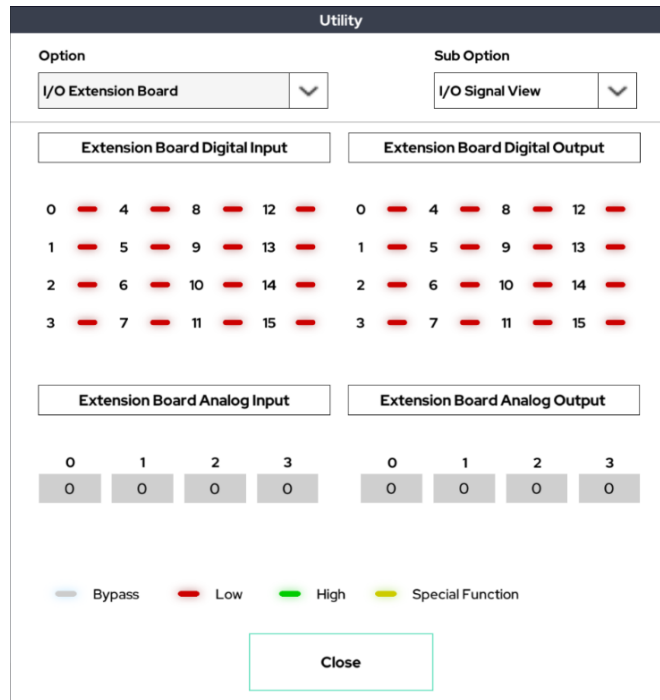 Utility
Option Sub Option
I/O Extension Board I/O Signal View
Extension Board Digital Input Extension Board Digital Output
0 4 8 12 0 4 8 12
1 5 9 13 1 5 9 13
2 6 10 14 2 6 10 14
3 7 11 15 3 7 11 15
Extension Board Analog Input Extension Board Analog Output
0 1 2 3 0 1 2 3
0 0 0 0 0 0 0 0
Bypass Low High Special Function
Close